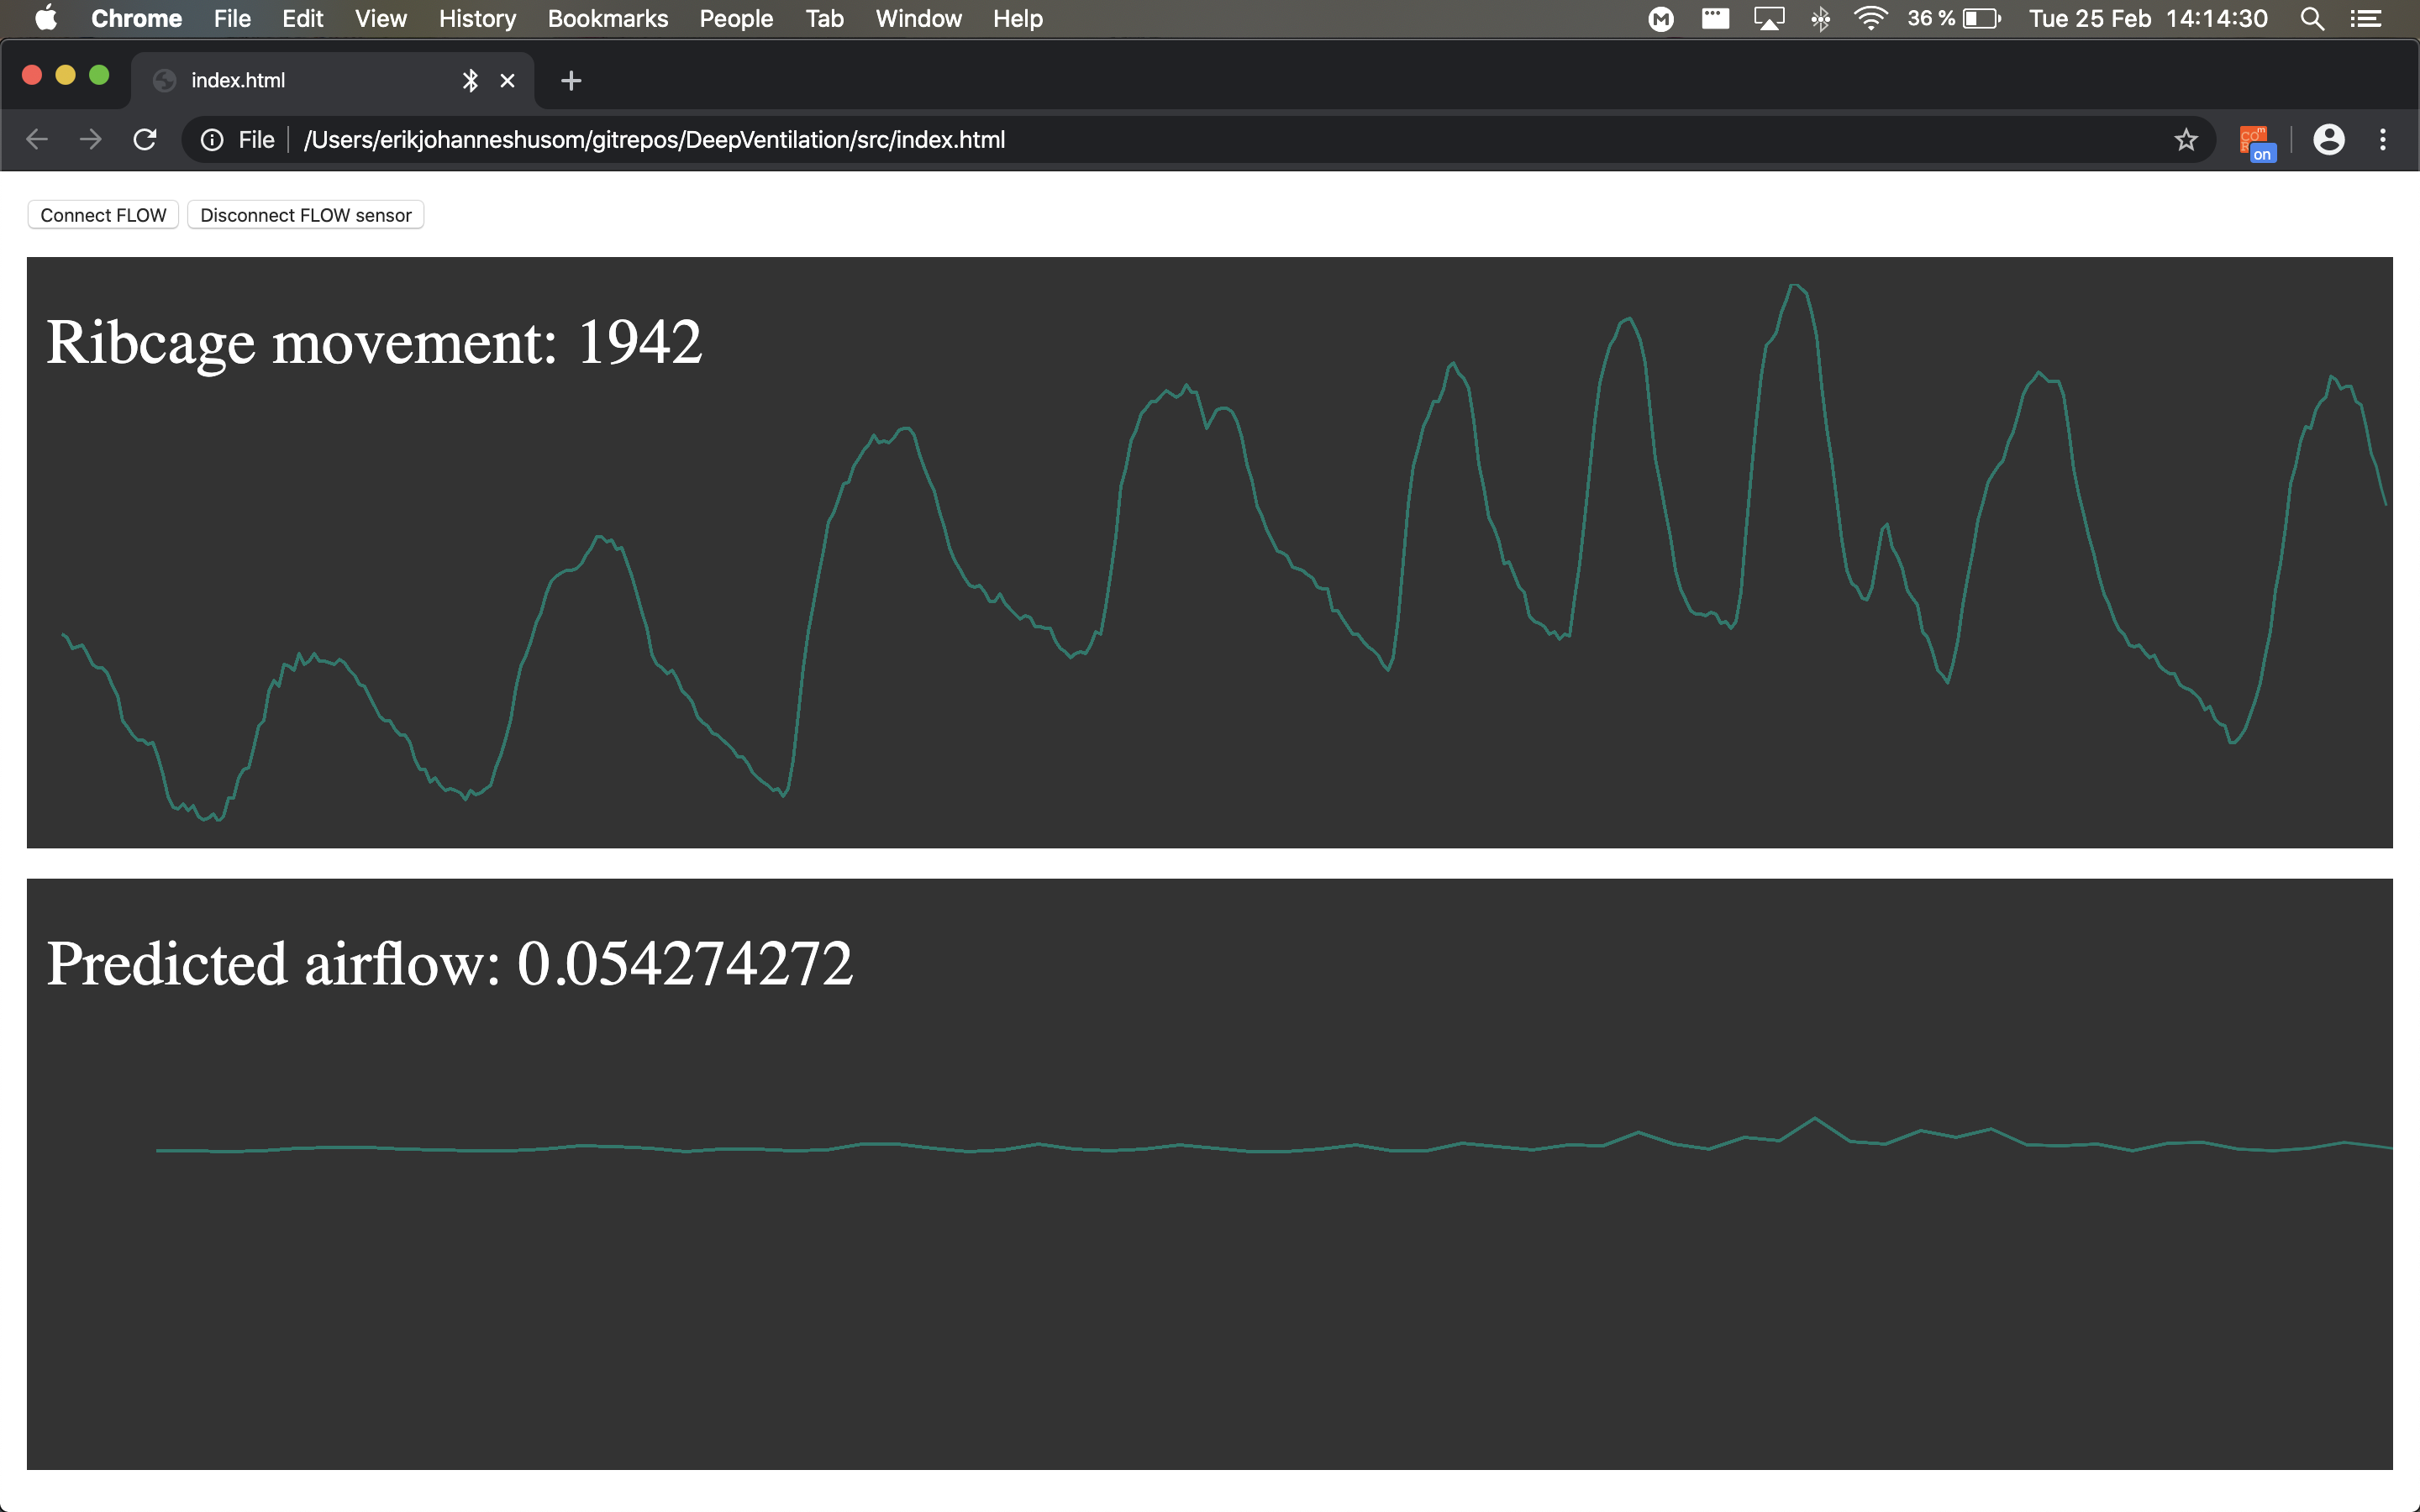 Chrome File Edit View History Bookmarks People Tab Window Help 36 % Tue 25 Feb 14:14:30
index.html
File /Users/erikjohanneshusom/gitrepos/DeepVentilation/src/index.html on
Connect FLOW Disconnect FLOW sensor
Ribcage movement: 1942
Predicted airflow: 0.054274272